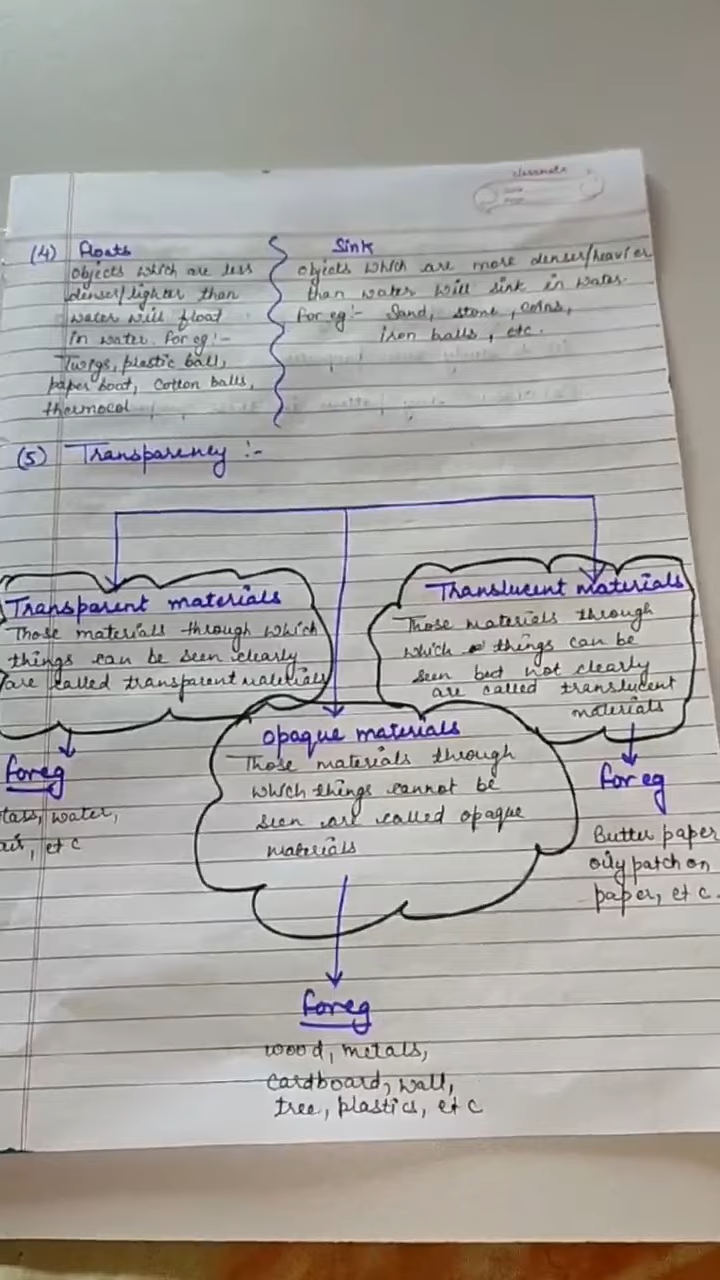 classmate
(4) Floats
objects which are less
denser/lighter than
water will float
in water. for eg:-
Twigs, plastic ball,
paper boat, cotton balls,
thermocol
Sink
objects which are more denser/heavier
than water will sink in water.
for eg:- Sand, stone, coins,
iron balls, etc.
(5) Transparency :-
Transparent materials
Those materials through which
things can be seen clearly
are called transparent materials
foreg
lass, water,
air, etc
opaque materials
Those materials through
which things cannot be
seen are called opaque
materials
foreg
wood, metals,
cardboard, wall,
tree, plastics, etc
Translucent materials
Those materials through
which things can be
seen but not clearly
are called translucent
materials
for eg
Butter paper
oily patch on
paper, etc.